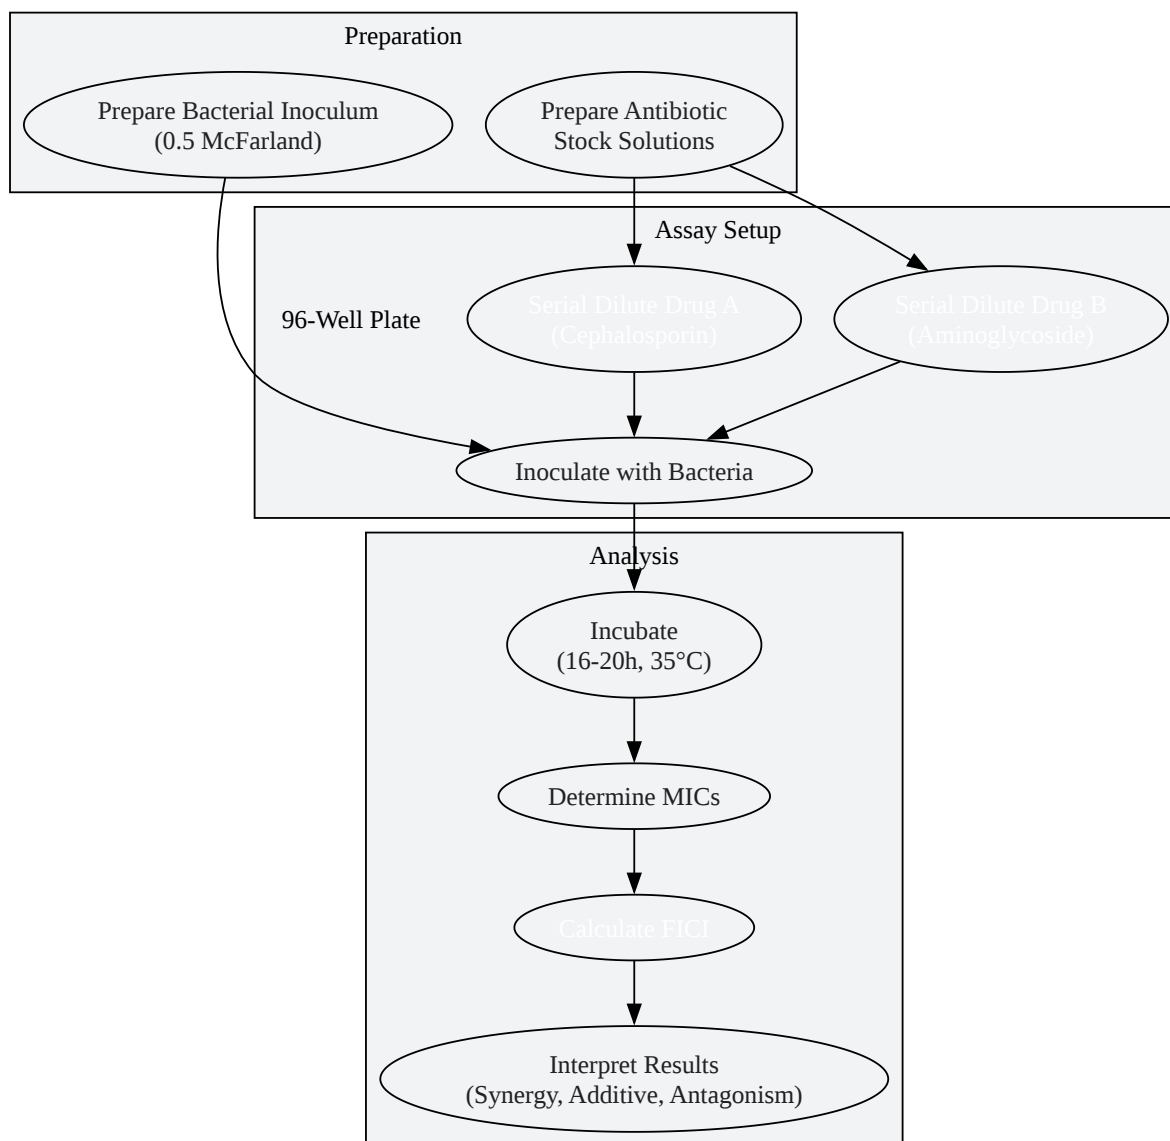 Preparation
Prepare Bacterial Inoculum
(0.5 McFarland)
Prepare Antibiotic
Stock Solutions
Assay Setup
96-Well Plate
Serial Dilute Drug A
(Cephalosporin)
Serial Dilute Drug B
(Aminoglycoside)
Inoculate with Bacteria
Analysis
Incubate
(16-20h, 35°C)
Determine MICs
Calculate FICI
Interpret Results
(Synergy, Additive, Antagonism)